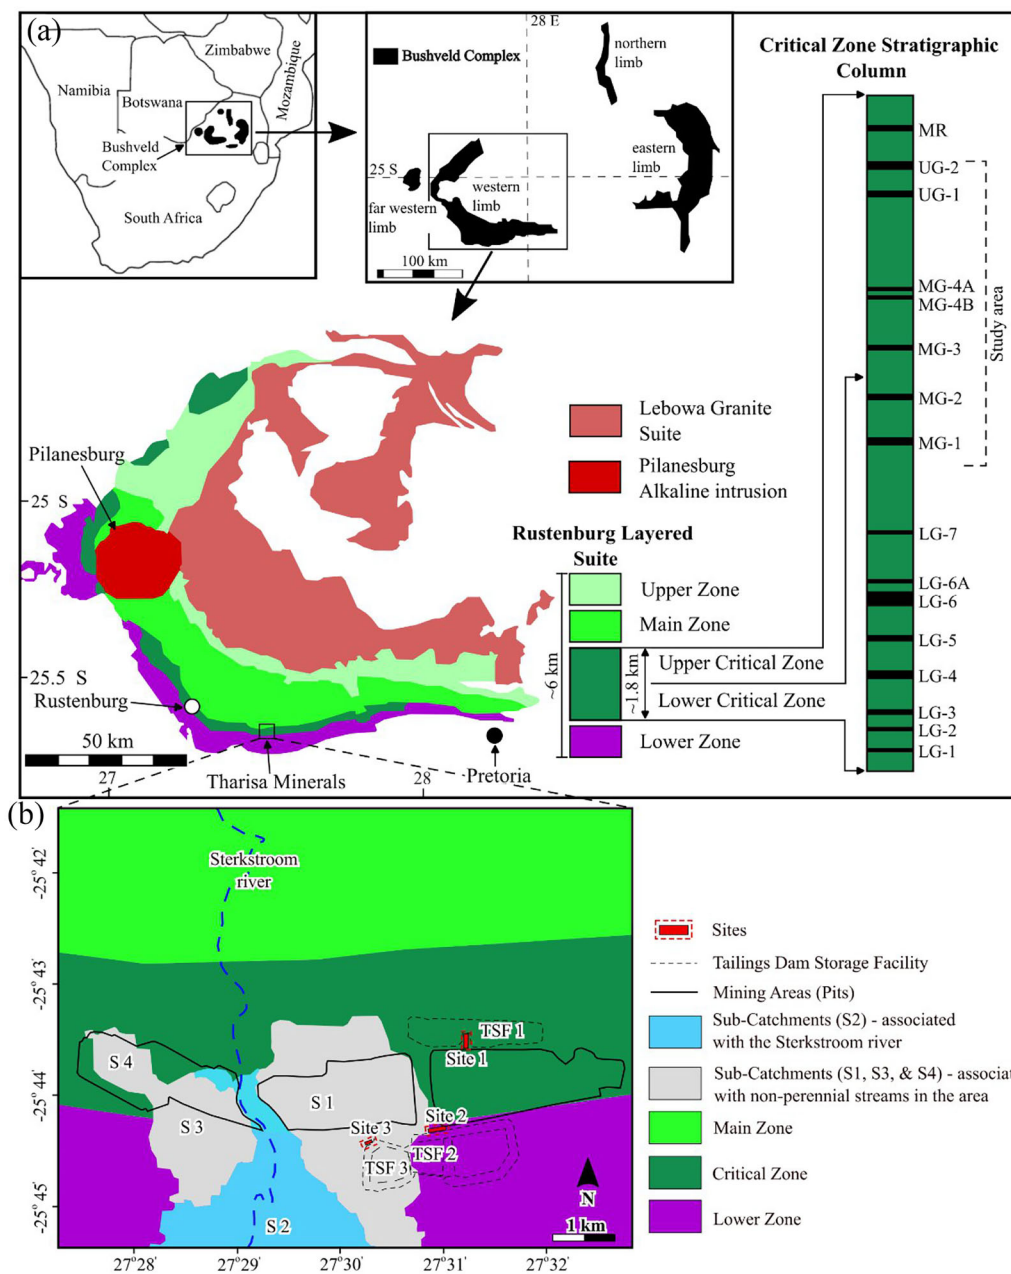 (a)
Zimbabwe
Namibia
Botswana
Mozambique
Bushveld
Complex
South Africa
28 E
Bushveld Complex
northern
limb
eastern
limb
25 S
western
limb
far western
limb
100 km
Critical Zone Stratigraphic
Column
MR
UG-2
UG-1
MG-4A
MG-4B
MG-3
MG-2
MG-1
LG-7
LG-6A
LG-6
LG-5
LG-4
LG-3
LG-2
LG-1
Study area
Pilanesburg
25 S
25.5 S
Rustenburg
50 km
27
Tharisa Minerals
28
Pretoria
Lebowa Granite
Suite
Pilanesburg
Alkaline intrusion
Rustenburg Layered
Suite
Upper Zone
Main Zone
Upper Critical Zone
Lower Critical Zone
Lower Zone
~6 km
~1.8 km
(b)
Sterkstroom
river
-25°42'
-25°43'
-25°44'
-25°45'
S 4
S 3
S 1
S 2
TSF 1
Site 1
Site 2
Site 3
TSF 2
TSF 3
N
1 km
27°28'
27°29'
27°30'
27°31'
27°32'
Sites
Tailings Dam Storage Facility
Mining Areas (Pits)
Sub-Catchments (S2) - associated
with the Sterkstroom river
Sub-Catchments (S1, S3, & S4) - associat
with non-perennial streams in the area
Main Zone
Critical Zone
Lower Zone